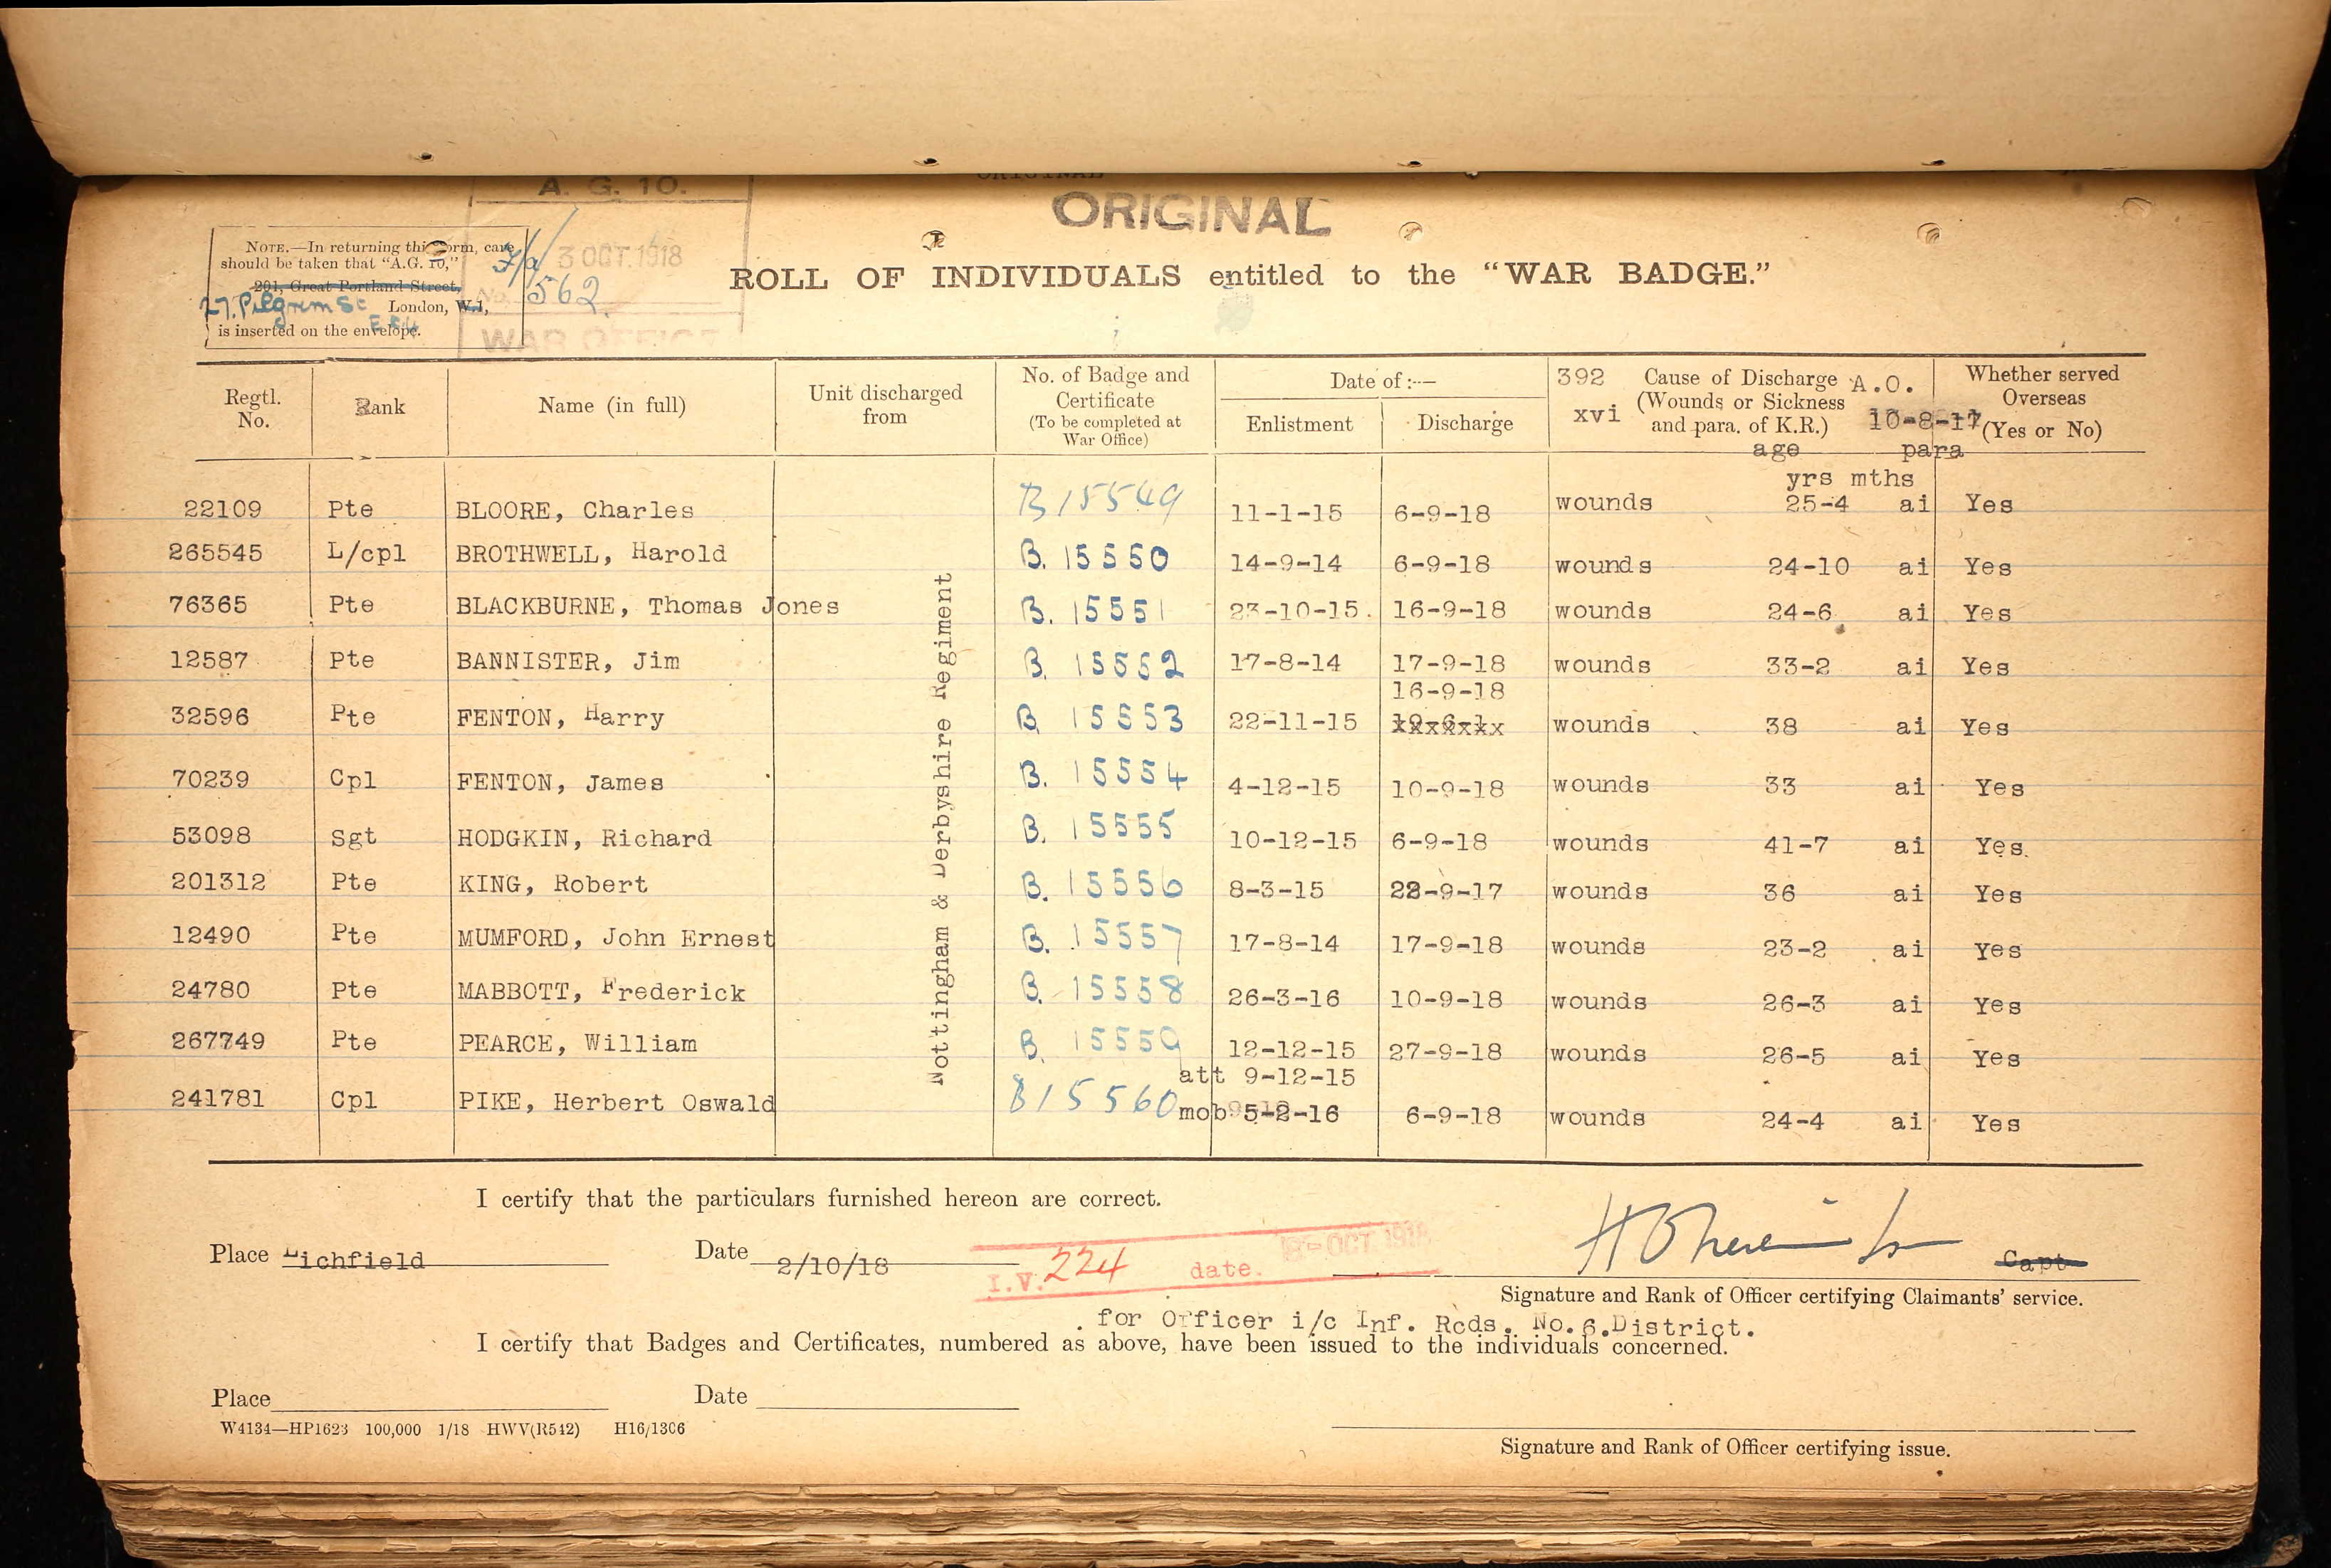 A. G. 10.
ORIGINAL
ORIGINAL
NOTE.—In returning this form, care
should be taken that "A.G. 10,"
201, Great Portland Street,
27. Pilgrim St London, W.1,
E.C.4
is inserted on the envelope.
3 OCT. 1918
No. 562
WAR OFFICE
ROLL OF INDIVIDUALS entitled to the "WAR BADGE."
Regtl. No. Rank Name (in full) Unit discharged from No. of Badge and Certificate (To be completed at War Office) Date of:— Enlistment Discharge 392 xvi Cause of Discharge (Wounds or Sickness and para. of K.R.) A.O. 10-8-17 Whether served Overseas (Yes or No)
age para
yrs mths
22109 Pte BLOORE, Charles B15549 11-1-15 6-9-18 wounds 25-4 ai Yes
265545 L/cpl BROTHWELL, Harold B. 15550 14-9-14 6-9-18 wounds 24-10 ai Yes
76365 Pte BLACKBURNE, Thomas Jones B. 15551 23-10-15. 16-9-18 wounds 24-6 ai Yes
12587 Pte BANNISTER, Jim B. 15552 17-8-14 17-9-18 wounds 33-2 ai Yes
16-9-18
32596 Pte FENTON, Harry B 15553 22-11-15 wounds 38 ai Yes
70239 Cpl FENTON, James B. 15554 4-12-15 10-9-18 wounds 33 ai Yes
53098 Sgt HODGKIN, Richard B. 15555 10-12-15 6-9-18 wounds 41-7 ai Yes.
201312 Pte KING, Robert B. 15556 8-3-15 28-9-17 wounds 36 ai Yes
12490 Pte MUMFORD, John Ernest B. 15557 17-8-14 17-9-18 wounds 23-2 ai Yes
24780 Pte MABBOTT, Frederick B. 15558 26-3-16 10-9-18 wounds 26-3 ai Yes
267749 Pte PEARCE, William B. 15559 12-12-15 27-9-18 wounds 26-5 ai Yes
att 9-12-15
241781 Cpl PIKE, Herbert Oswald B15560 mob 5-2-16 6-9-18 wounds 24-4 ai Yes
Nottingham & Derbyshire Regiment
I certify that the particulars furnished hereon are correct.
Place Lichfield Date 2/10/18 I.V. 224 date. OCT. 1918 Capt
Signature and Rank of Officer certifying Claimants' service.
for Officer i/c Inf. Rcds. No.6.District.
I certify that Badges and Certificates, numbered as above, have been issued to the individuals concerned.
Place Date
W4134—HP1623 100,000 1/18 HWV(R542) H16/1306
Signature and Rank of Officer certifying issue.